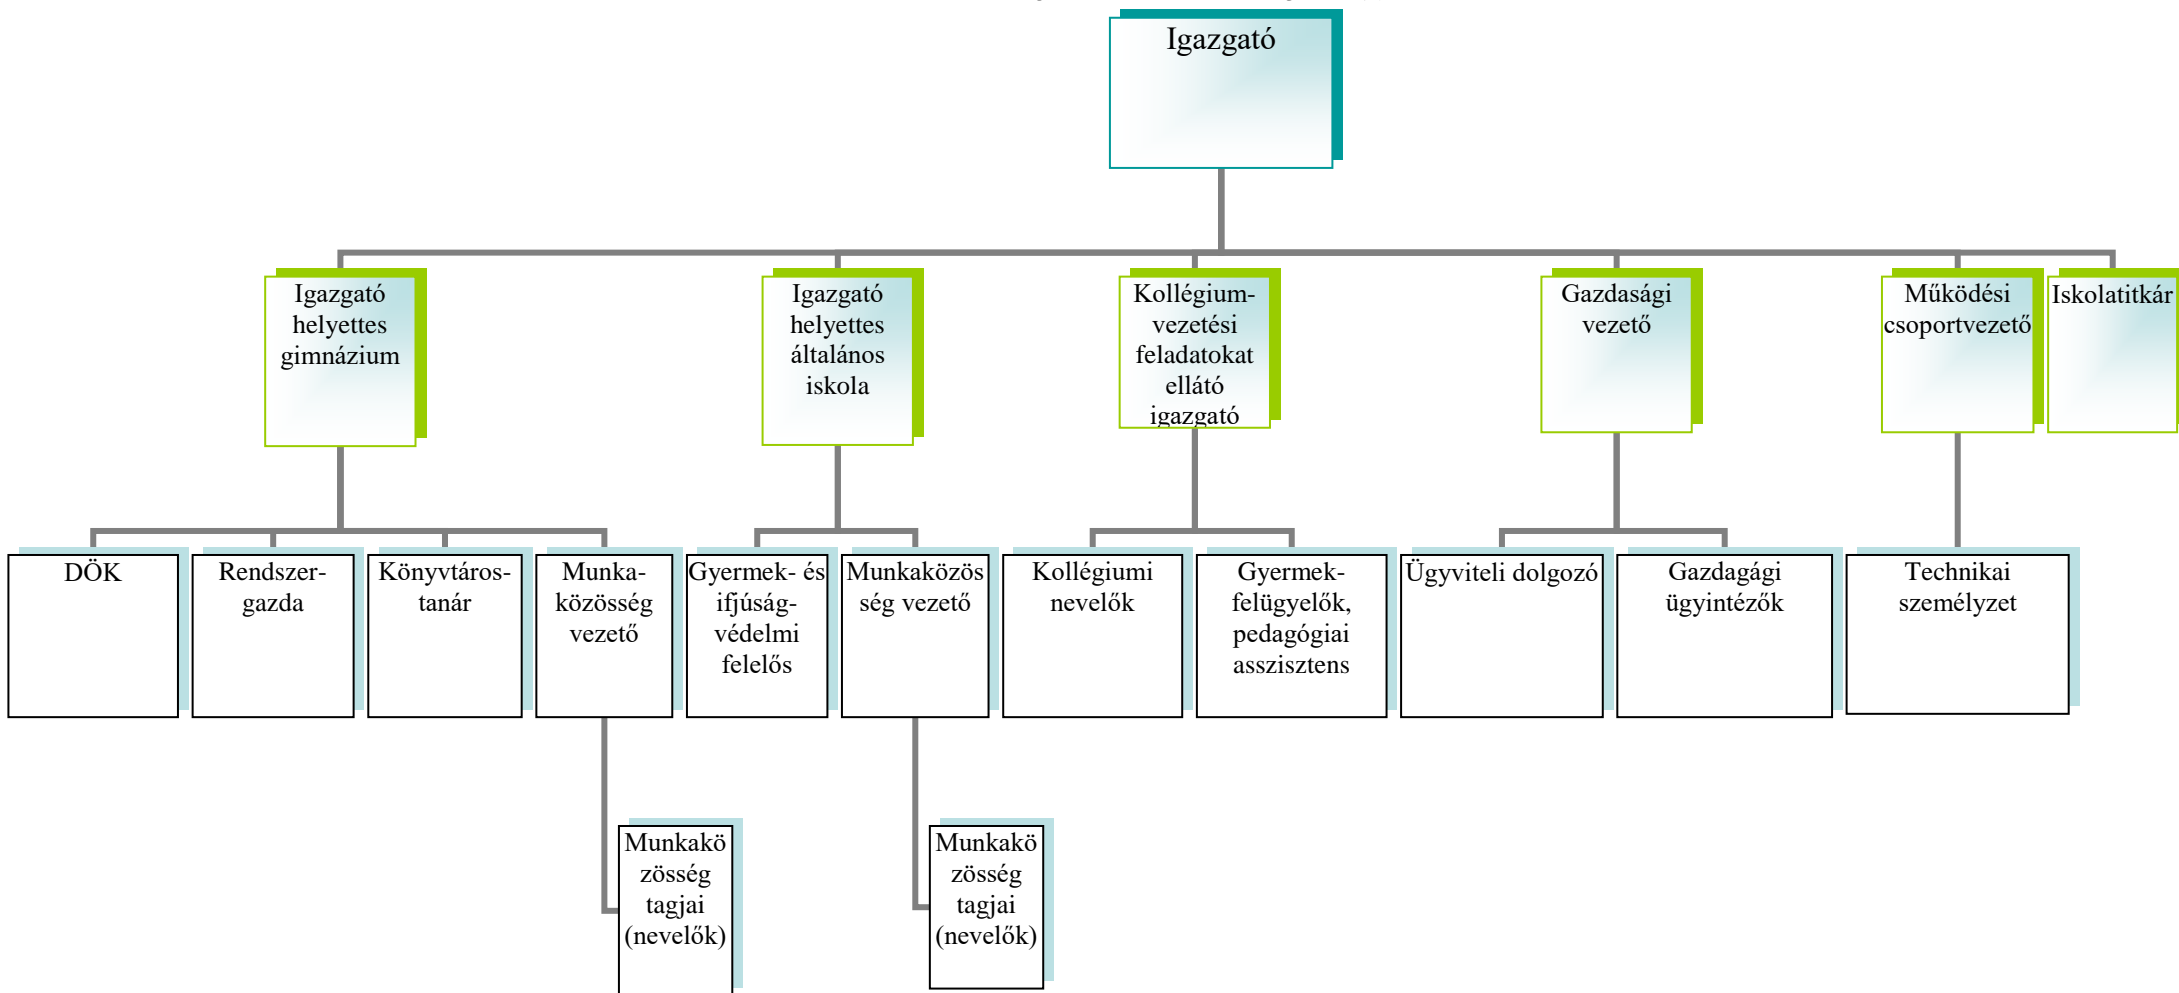 Igazgató
Igazgató
helyettes
gimnázium
Igazgató
helyettes
általános
iskola
Kollégium-
vezetési
feladatokat
ellátó
igazgató
Gazdasági
vezető
Működési
csoportvezető
Iskolatitkár
DÖK
Rendszer-
gazda
Könyvtáros-
tanár
Munka-
közösség
vezető
Gyermek- és
ifjúság-
védelmi
felelős
Munkaközös
ség vezető
Kollégiumi
nevelők
Gyermek-
felügyelők,
pedagógiai
asszisztens
Ügyviteli dolgozó
Gazdagági
ügyintézők
Technikai
személyzet
Munkakö
zösség
tagjai
(nevelők)
Munkakö
zösség
tagjai
(nevelők)